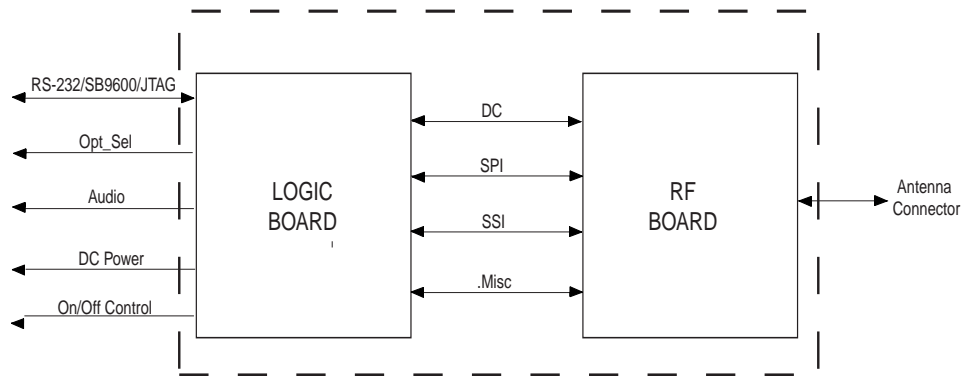 RS-232/SB9600/JTAG
Opt_Sel
Audio
DC Power
On/Off Control
LOGIC
BOARD
DC
SPI
SSI
.Misc
RF
BOARD
Antenna
Connector